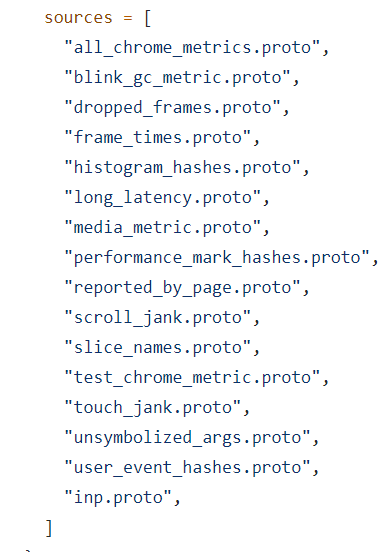 sources = [
"all_chrome_metrics.proto",
"blink_gc_metric.proto",
"dropped_frames.proto",
"frame_times.proto",
"histogram_hashes.proto",
"long_latency.proto",
"media_metric.proto",
"performance_mark_hashes.proto",
"reported_by_page.proto",
"scroll_jank.proto",
"slice_names.proto",
"test_chrome_metric.proto",
"touch_jank.proto",
"unsymbolized_args.proto",
"user_event_hashes.proto",
"inp.proto",
]